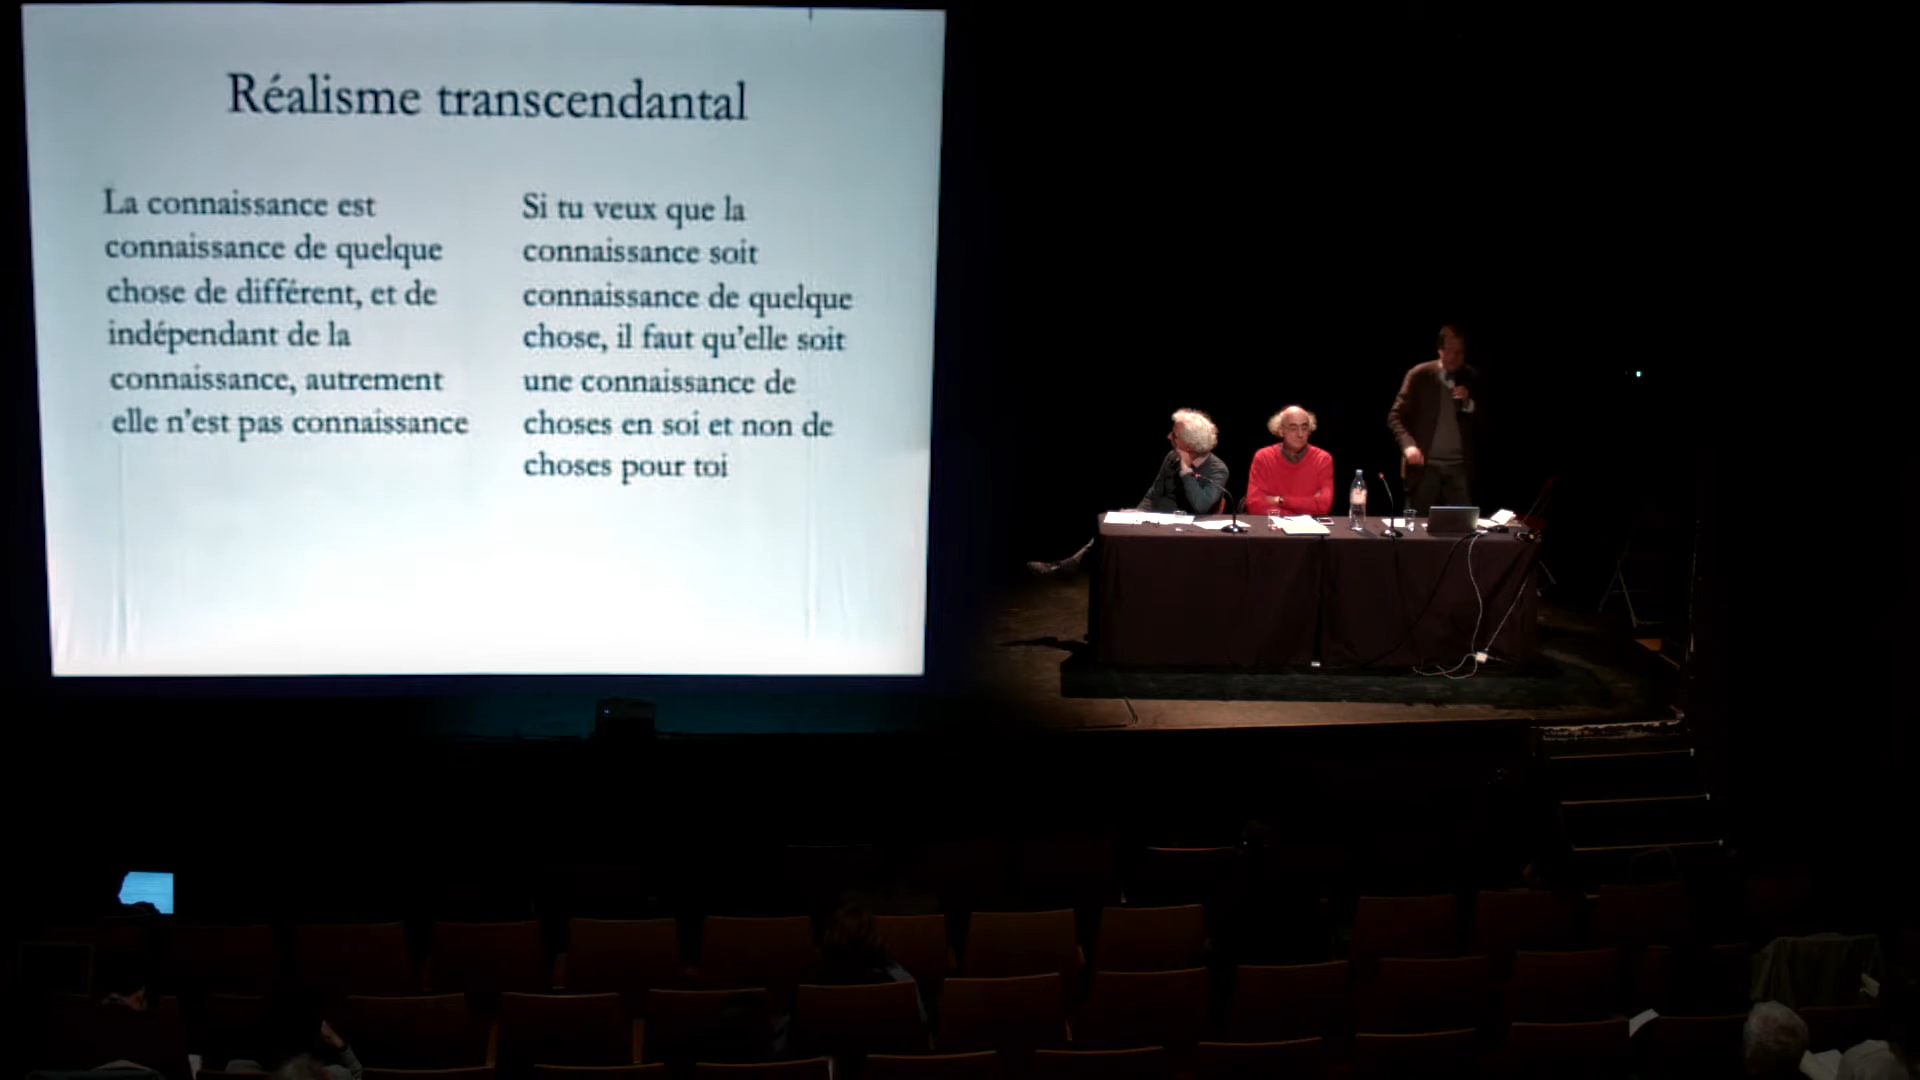 Réalisme transcendantal
La connaissance est
connaissance de quelque
chose de différent, et de
indépendant de la
connaissance, autrement
elle n'est pas connaissance
Si tu veux que la
connaissance soit
connaissance de quelque
chose, il faut qu'elle soit
une connaissance de
choses en soi et non de
choses pour toi